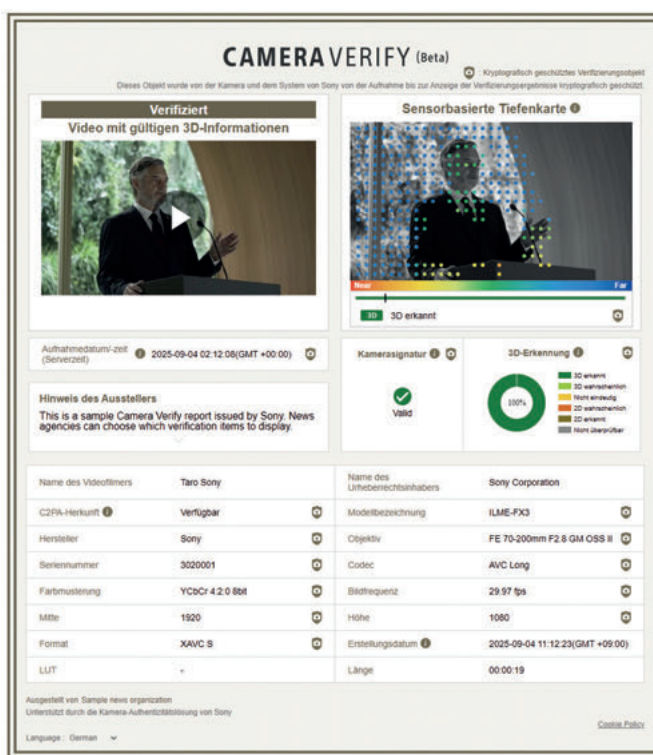 CAMERA VERIFY (Beta)
: Kryptografisch geschütztes Verifizierungsobjekt
Dieses Objekt wurde von der Kamera und dem System von Sony von der Aufnahme bis zur Anzeige der Verifizierungsergebnisse kryptografisch geschützt.
Verifiziert
Video mit gültigen 3D-Informationen
Sensorbasierte Tiefenkarte
Near
Far
3D
3D erkannt
Aufnahmedatum/-zeit
(Serverzeit)
2025-09-04 02:12:08(GMT +00:00)
Kamerasignatur
Valid
3D-Erkennung
100%
3D erkannt
3D wahrscheinlich
Nicht eindeutig
2D wahrscheinlich
2D erkannt
Nicht überprüfbar
Hinweis des Ausstellers
This is a sample Camera Verify report issued by Sony. News
agencies can choose which verification items to display.
Name des Videofilmers
Taro Sony
Name des
Urheberrechtsinhabers
Sony Corporation
C2PA-Herkunft
Verfügbar
Modellbezeichnung
ILME-FX3
Hersteller
Sony
Objektiv
FE 70-200mm F2.8 GM OSS II
Seriennummer
3020001
Codec
AVC Long
Farbmusterung
YCbCr 4:2:0 8bit
Bildfrequenz
29.97 fps
Mitte
1920
Höhe
1080
Format
XAVC S
Erstellungsdatum
2025-09-04 11:12:23(GMT +09:00)
LUT
-
Länge
00:00:19
Ausgestellt von Sample news organization
Unterstützt durch die Kamera-Authentizitätslösung von Sony
Cookie Policy
Language : German